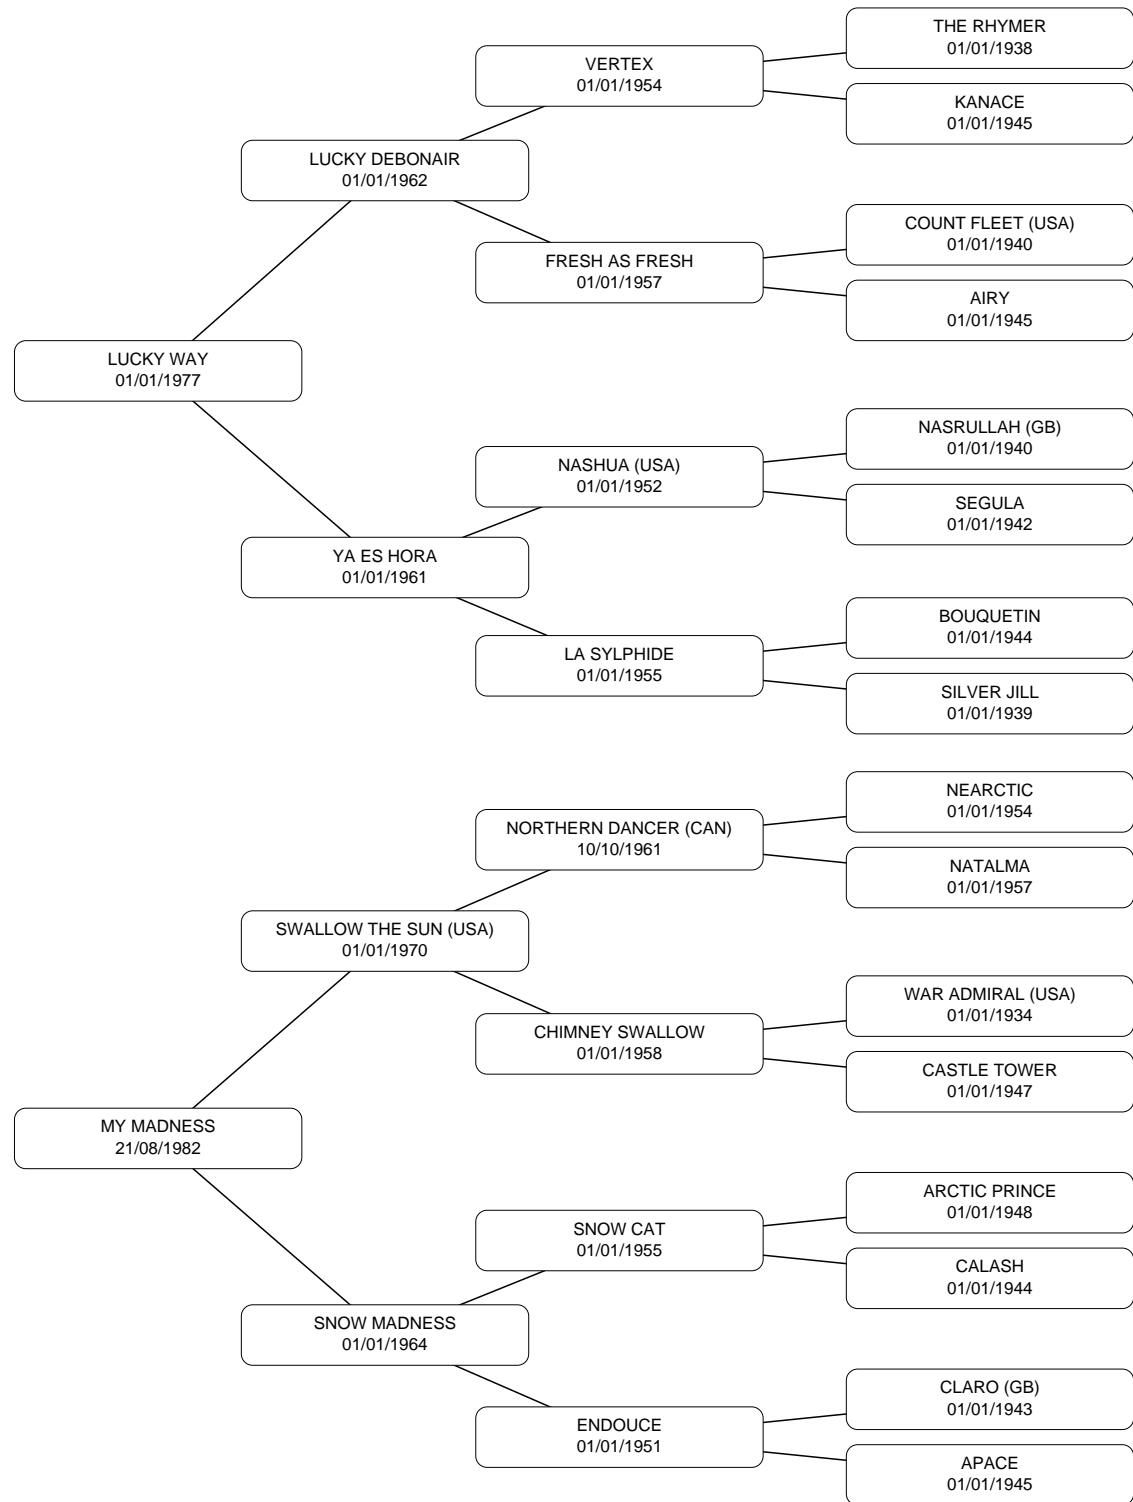 THE RHYMER
01/01/1938
VERTEX
01/01/1954
KANACE
01/01/1945
LUCKY DEBONAIR
01/01/1962
COUNT FLEET (USA)
01/01/1940
FRESH AS FRESH
01/01/1957
AIRY
01/01/1945
LUCKY WAY
01/01/1977
NASRULLAH (GB)
01/01/1940
NASHUA (USA)
01/01/1952
SEGULA
01/01/1942
YA ES HORA
01/01/1961
BOUQUETIN
01/01/1944
LA SYLPHIDE
01/01/1955
SILVER JILL
01/01/1939
NEARCTIC
01/01/1954
NORTHERN DANCER (CAN)
10/10/1961
NATALMA
01/01/1957
SWALLOW THE SUN (USA)
01/01/1970
WAR ADMIRAL (USA)
01/01/1934
CHIMNEY SWALLOW
01/01/1958
CASTLE TOWER
01/01/1947
MY MADNESS
21/08/1982
ARCTIC PRINCE
01/01/1948
SNOW CAT
01/01/1955
CALASH
01/01/1944
SNOW MADNESS
01/01/1964
CLARO (GB)
01/01/1943
ENDOUCE
01/01/1951
APACE
01/01/1945